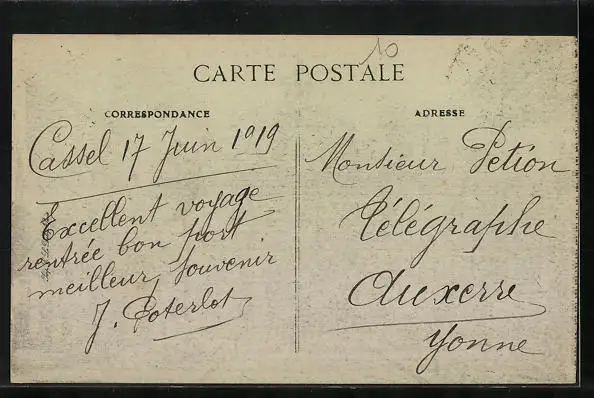 10
CARTE POSTALE
CORRESPONDANCE
Cassel 17 Juin 1919
Excellent voyage
rentrée bon port
meilleur souvenir
J. Poterlot
ADRESSE
Monsieur Petion
Télégraphe
Auxerre
Yonne